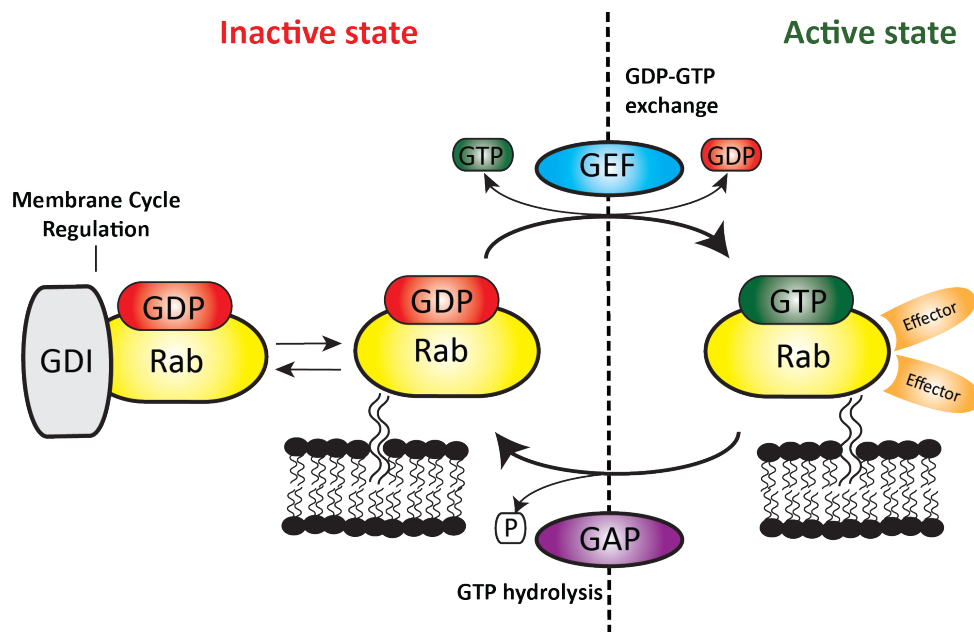 Inactive state
Active state
GDP-GTP
exchange
GTP
GEF
GDP
Membrane Cycle
Regulation
GDP
GDP
GTP
GDI
Rab
Rab
Rab
Effector
Effector
P
GAP
GTP hydrolysis